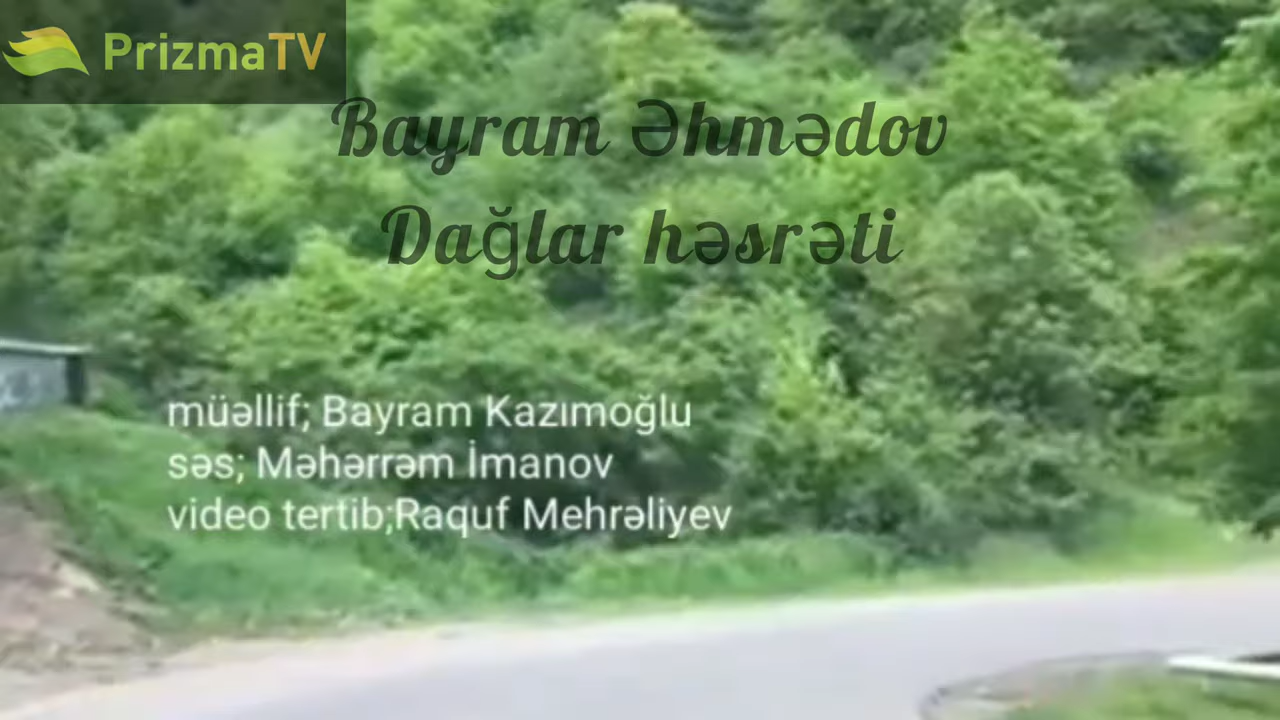 PrizmaTV
Bayram Əhmədov
Dağlar həsrəti
müəllif; Bayram Kazımoğlu
səs; Məhərrəm İmanov
video tertib;Raquf Mehrəliyev